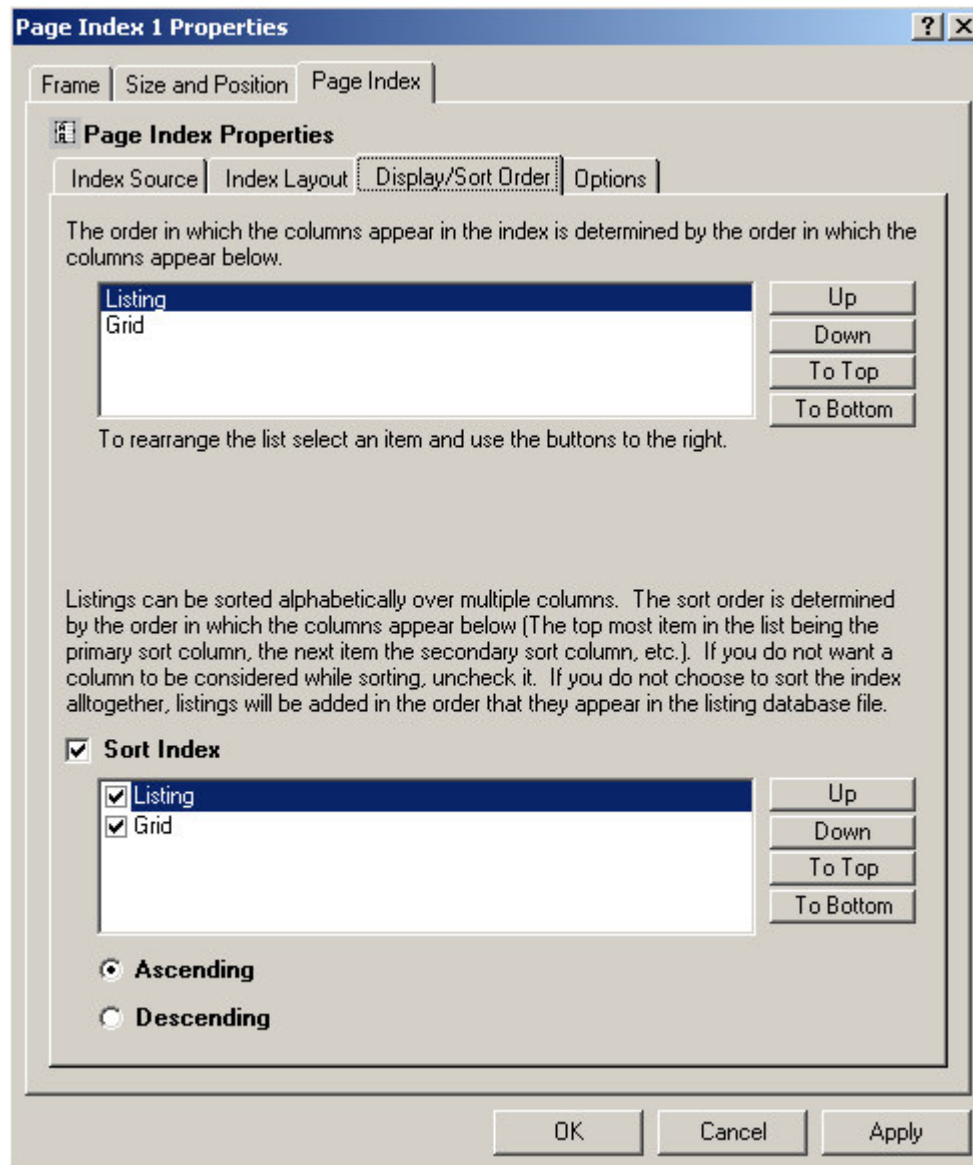 Page Index 1 Properties
Frame Size and Position Page Index
Page Index Properties
Index Source Index Layout Display/Sort Order Options
The order in which the columns appear in the index is determined by the order in which the
columns appear below.
Listing
Grid
Up
Down
To Top
To Bottom
To rearrange the list select an item and use the buttons to the right.
Listings can be sorted alphabetically over multiple columns. The sort order is determined
by the order in which the columns appear below (The top most item in the list being the
primary sort column, the next item the secondary sort column, etc.). If you do not want a
column to be considered while sorting, uncheck it. If you do not choose to sort the index
alltogether, listings will be added in the order that they appear in the listing database file.
Sort Index
Listing
Grid
Up
Down
To Top
To Bottom
Ascending
Descending
OK Cancel Apply